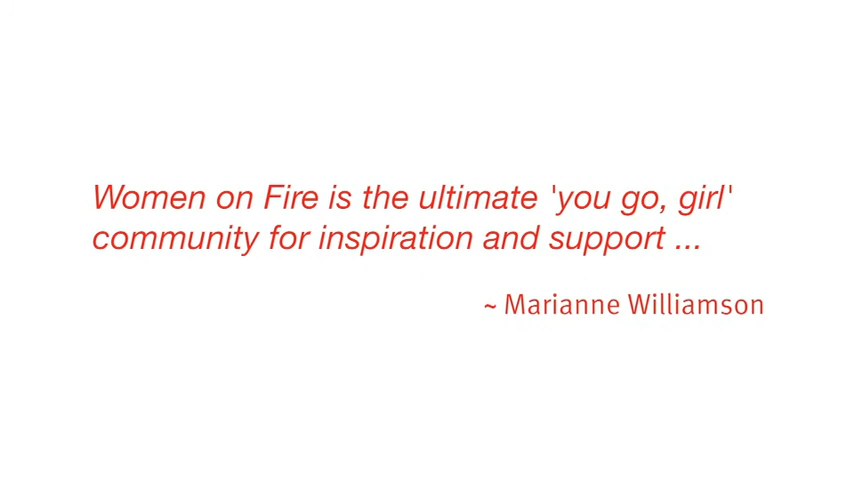 Women on Fire is the ultimate 'you go, girl'
community for inspiration and support ...
~ Marianne Williamson